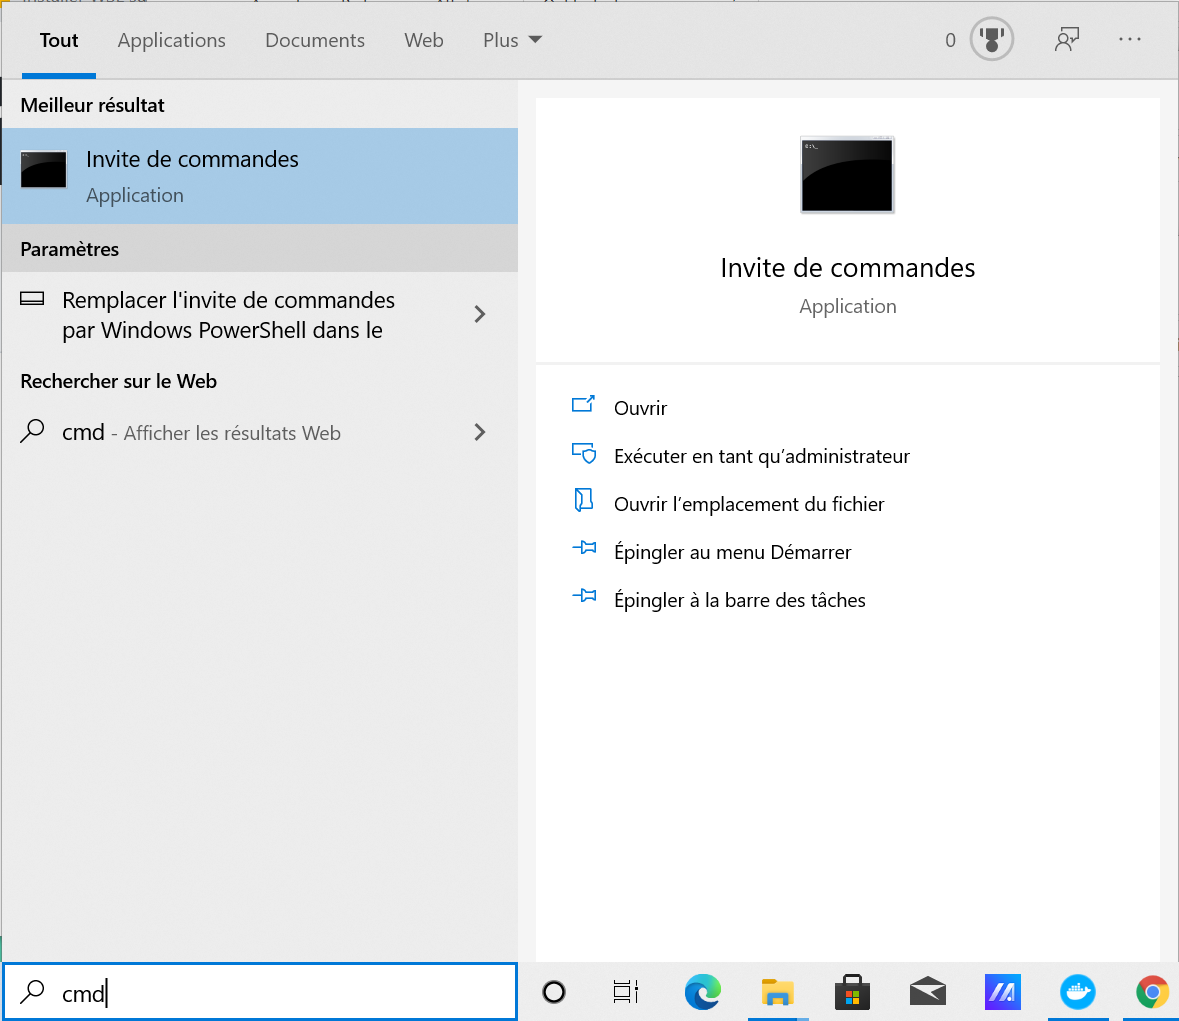 Tout Applications Documents Web Plus 0
Meilleur résultat
Invite de commandes
Application
Paramètres
Remplacer l'invite de commandes
par Windows PowerShell dans le
Rechercher sur le Web
cmd - Afficher les résultats Web
Invite de commandes
Application
Ouvrir
Exécuter en tant qu’administrateur
Ouvrir l’emplacement du fichier
Épingler au menu Démarrer
Épingler à la barre des tâches
cmd